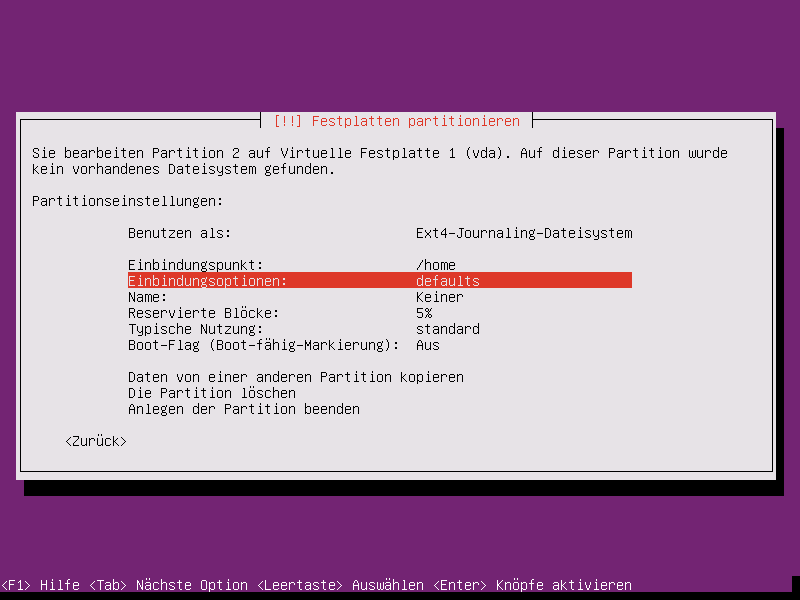 [!!] Festplatten partitionieren
Sie bearbeiten Partition 2 auf Virtuelle Festplatte 1 (vda). Auf dieser Partition wurde
kein vorhandenes Dateisystem gefunden.
Partitionseinstellungen:
Benutzen als: Ext4-Journaling-Dateisystem
Einbindungspunkt: /home
Einbindungsoptionen: defaults
Name: Keiner
Reservierte Blöcke: 5%
Typische Nutzung: standard
Boot-Flag (Boot-fähig-Markierung): Aus
Daten von einer anderen Partition kopieren
Die Partition löschen
Anlegen der Partition beenden
<Zurück>
<F1> Hilfe <Tab> Nächste Option <Leertaste> Auswählen <Enter> Knöpfe aktivieren